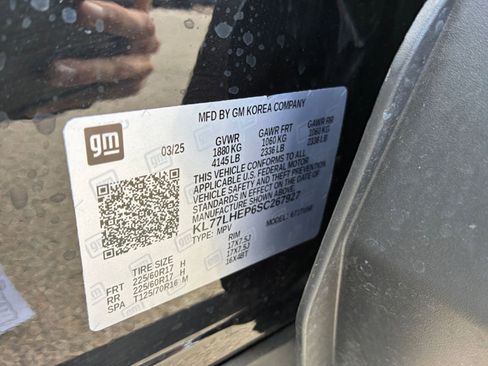 MFD BY GM KOREA COMPANY
gm
03/25
GVWR GAWR FRT GAWR RR
1880 KG 1060 KG 1060 KG
4145 LB 2336 LB 2336 LB
THIS VEHICLE CONFORMS TO ALL
APPLICABLE U.S. FEDERAL MOTOR
VEHICLE SAFETY AND THEFT
PREVENTION STANDARDS IN EFFECT
ON THE DATE OF MANUFACTURE
SHOWN ABOVE.
KL77LHEP6SC267927
TYPE: MPV MODEL:
TIRE SIZE RIM
FRT 225/60R17 H 17X7.5J
RR 225/60R17 H 17X7.5J
SPA T125/70R16 M 16X4BT